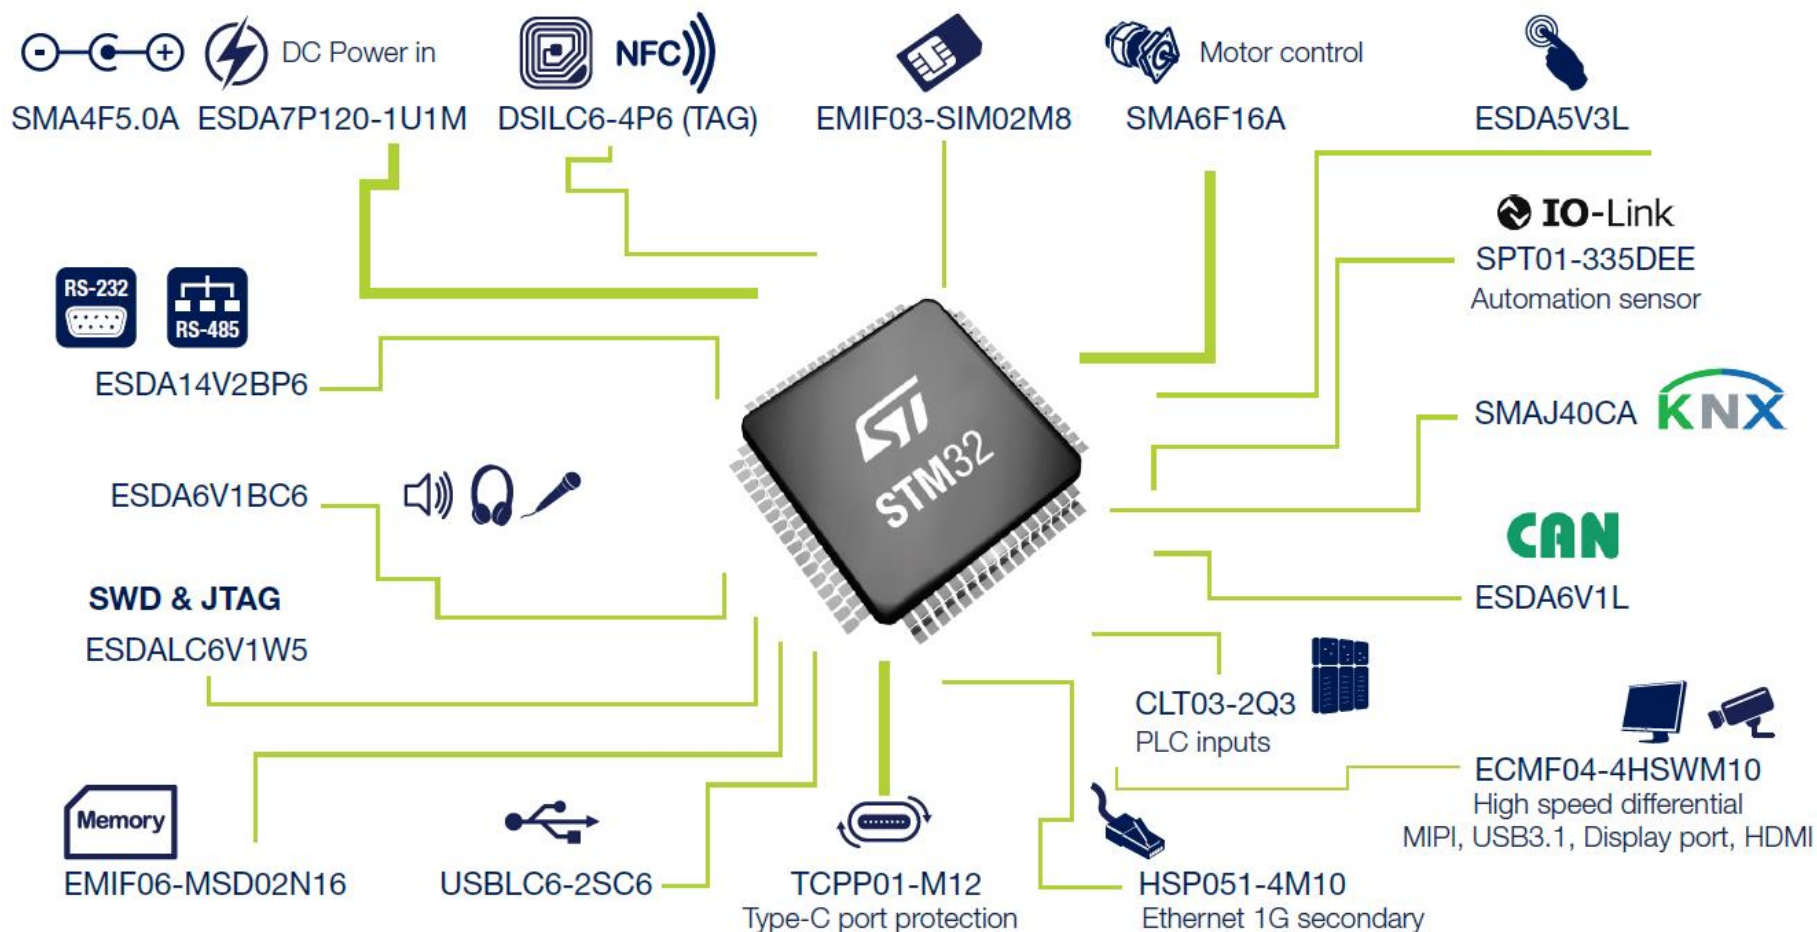 DC Power in
NFC
Motor control
SMA4F5.0A
ESDA7P120-1U1M
DSILC6-4P6 (TAG)
EMIF03-SIM02M8
SMA6F16A
ESDA5V3L
IO-Link
SPT01-335DEE
Automation sensor
RS-232
RS-485
ESDA14V2BP6
SMAJ40CA
KNX
ST
STM32
ESDA6V1BC6
CAN
ESDA6V1L
SWD & JTAG
ESDALC6V1W5
CLT03-2Q3
PLC inputs
ECMF04-4HSWM10
High speed differential
MIPI, USB3.1, Display port, HDMI
Memory
EMIF06-MSD02N16
USBLC6-2SC6
TCPP01-M12
Type-C port protection
HSP051-4M10
Ethernet 1G secondary